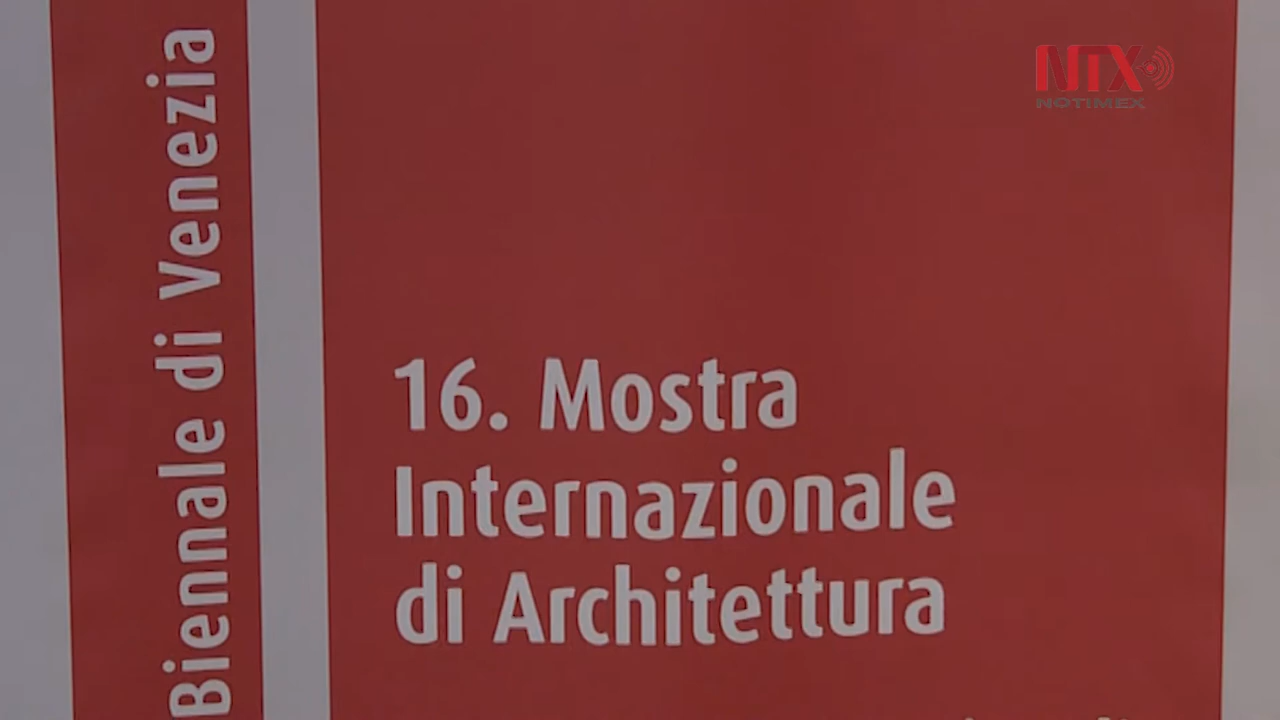 Biennale di Venezia
16. Mostra
Internazionale
di Architettura
NTX
NOTIMEX